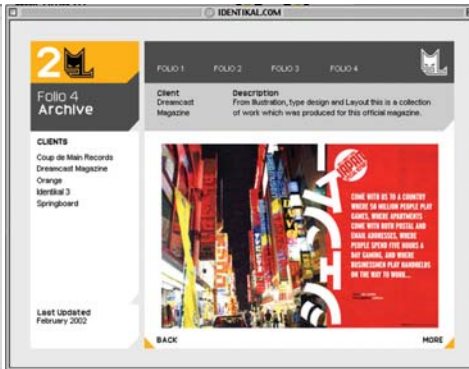 IDENTIKAL.COM
2
FOLIO 1 FOLIO 2 FOLIO 3 FOLIO 4
Folio 4
Archive
Client
Dreamcast
Magazine
Description
From Illustration, type design and Layout this is a collection
of work which was produced for this official magazine.
CLIENTS
Coup de Main Records
Dreamcast Magazine
Orange
Identikal 3
Springboard
JAPAN
COME WITH US TO A COUNTRY
WHERE 50 MILLION PEOPLE PLAY
GAMES, WHERE APARTMENTS
COME WITH BOTH POSTAL AND
EMAIL ADDRESSES, WHERE
PEOPLE SPEND FIVE HOURS A
DAY GAMING, AND WHERE
BUSINESSMEN PLAY HANDHELDS
ON THE WAY TO WORK...
Last Updated
February 2002
BACK
MORE